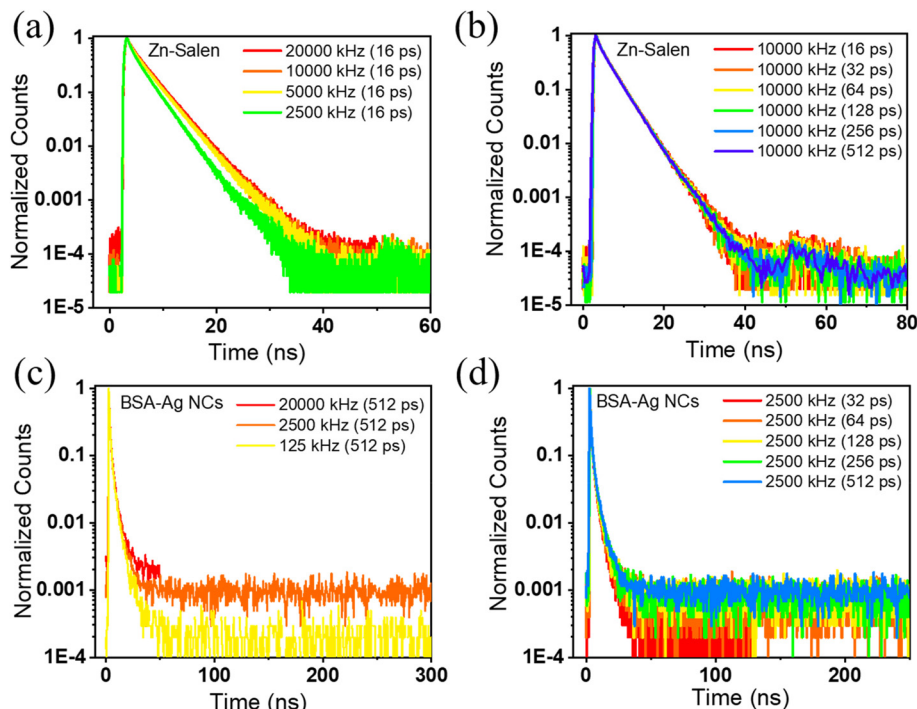 (a)
Zn-Salen
20000 kHz (16 ps)
10000 kHz (16 ps)
5000 kHz (16 ps)
2500 kHz (16 ps)
Normalized Counts
1
0.1
0.01
0.001
1E-4
1E-5
0 20 40 60
Time (ns)
(b)
Zn-Salen
10000 kHz (16 ps)
10000 kHz (32 ps)
10000 kHz (64 ps)
10000 kHz (128 ps)
10000 kHz (256 ps)
10000 kHz (512 ps)
Normalized Counts
1
0.1
0.01
0.001
1E-4
1E-5
0 20 40 60 80
Time (ns)
(c)
BSA-Ag NCs
20000 kHz (512 ps)
2500 kHz (512 ps)
125 kHz (512 ps)
Normalized Counts
1
0.1
0.01
0.001
1E-4
0 100 200 300
Time (ns)
(d)
BSA-Ag NCs
2500 kHz (32 ps)
2500 kHz (64 ps)
2500 kHz (128 ps)
2500 kHz (256 ps)
2500 kHz (512 ps)
Normalized Counts
1
0.1
0.01
0.001
1E-4
0 100 200
Time (ns)